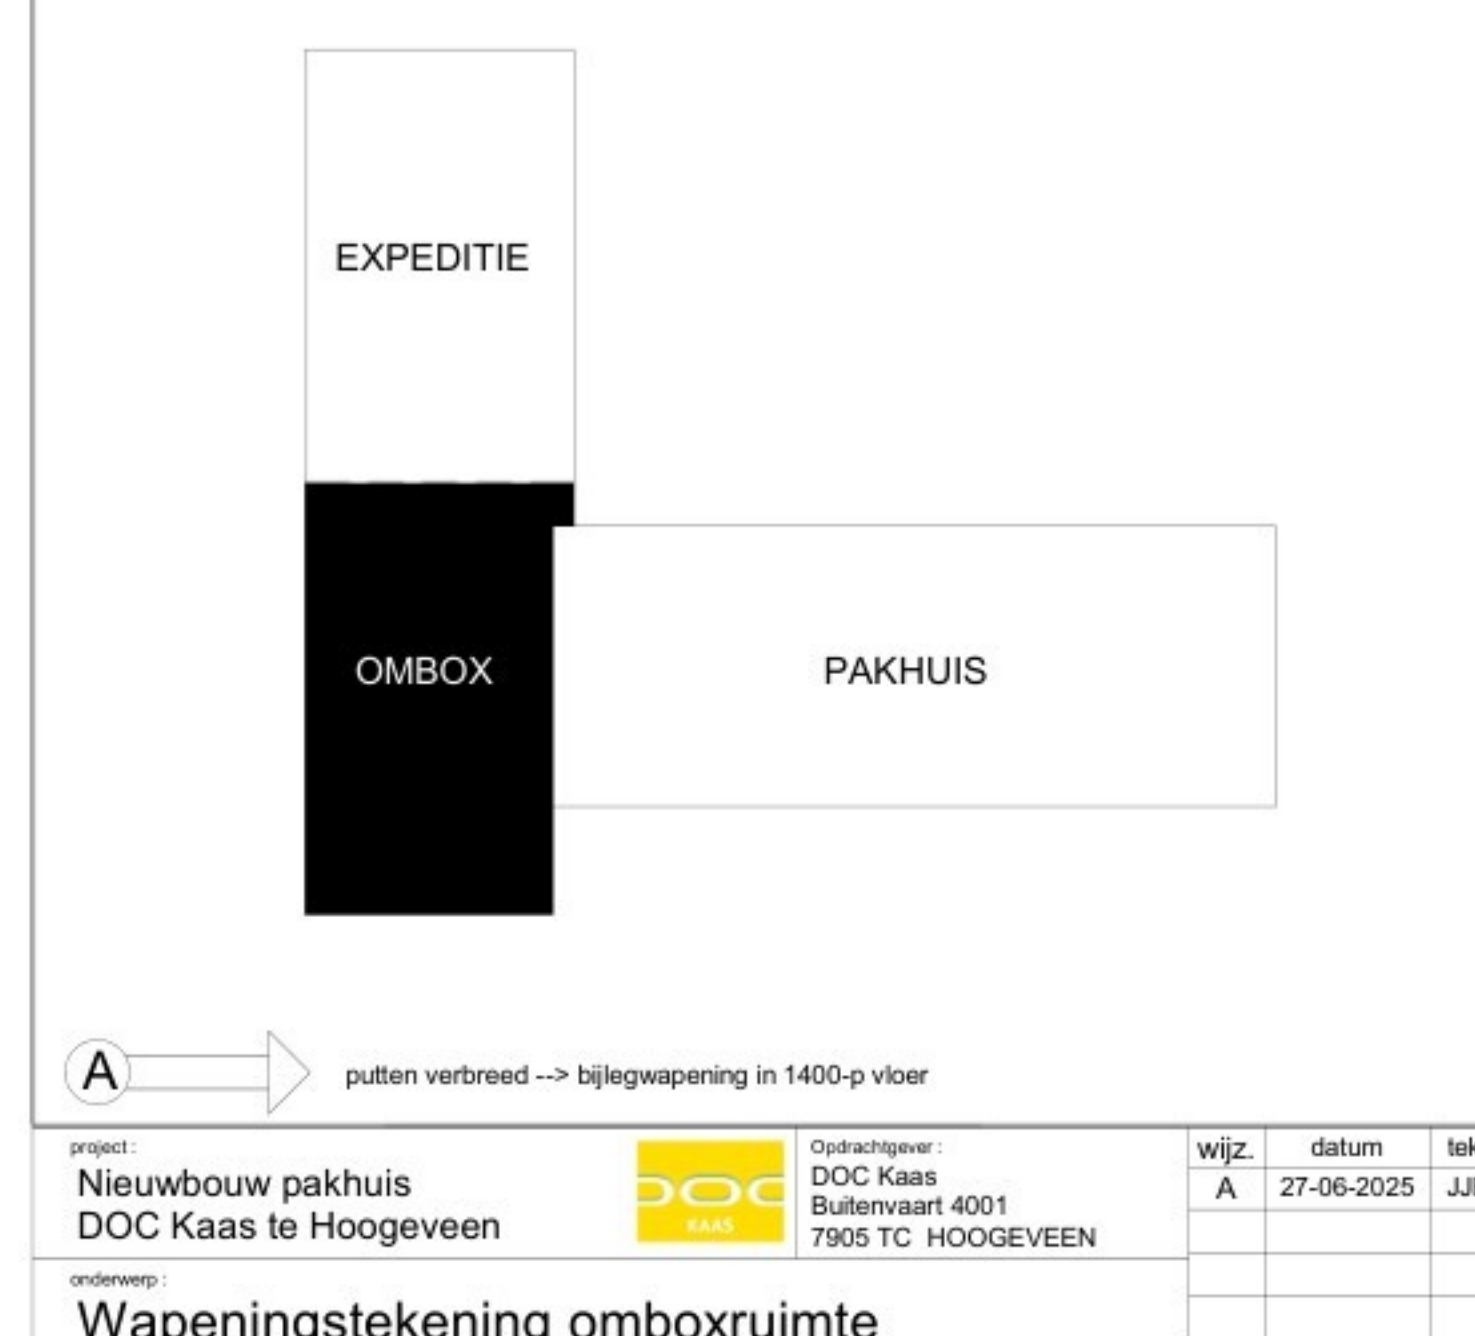 EXPEDITIE
OMBOX
PAKHUIS
A
putten verbreed --> bijlegwapening in 1400-p vloer
project :
Nieuwbouw pakhuis
DOC Kaas te Hoogeveen
DOC
KAAS
Opdrachtgever :
DOC Kaas
Buitenvaart 4001
7905 TC HOOGEVEEN
wijz. datum
A 27-06-2025
onderwerp :
Wapeningstekening omboxruimte